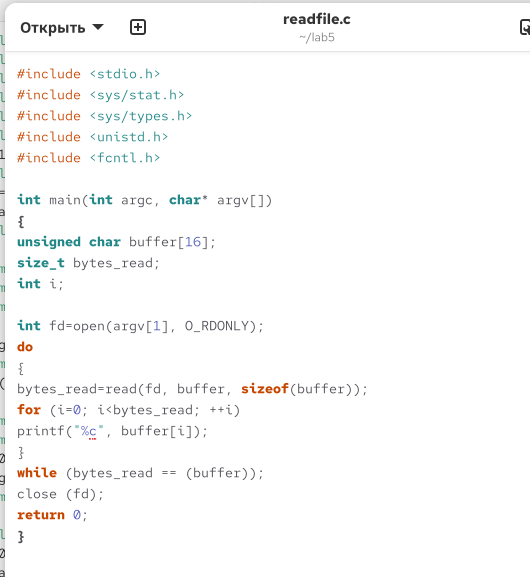 Открыть
readfile.c
~/lab5
#include <stdio.h>
#include <sys/stat.h>
#include <sys/types.h>
#include <unistd.h>
#include <fcntl.h>
int main(int argc, char* argv[])
{
unsigned char buffer[16];
size_t bytes_read;
int i;
int fd=open(argv[1], O_RDONLY);
do
{
bytes_read=read(fd, buffer, sizeof(buffer));
for (i=0; i<bytes_read; ++i)
printf("%c", buffer[i]);
}
while (bytes_read == (buffer));
close (fd);
return 0;
}